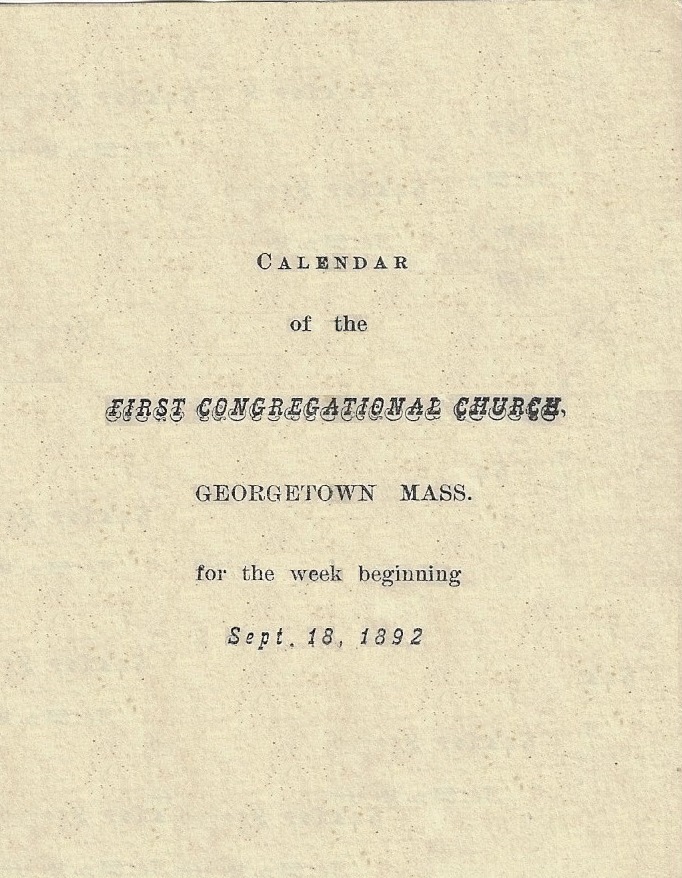 CALENDAR
of the
FIRST CONGREGATIONAL CHURCH,
GEORGETOWN MASS.
for the week beginning
Sept. 18, 1892